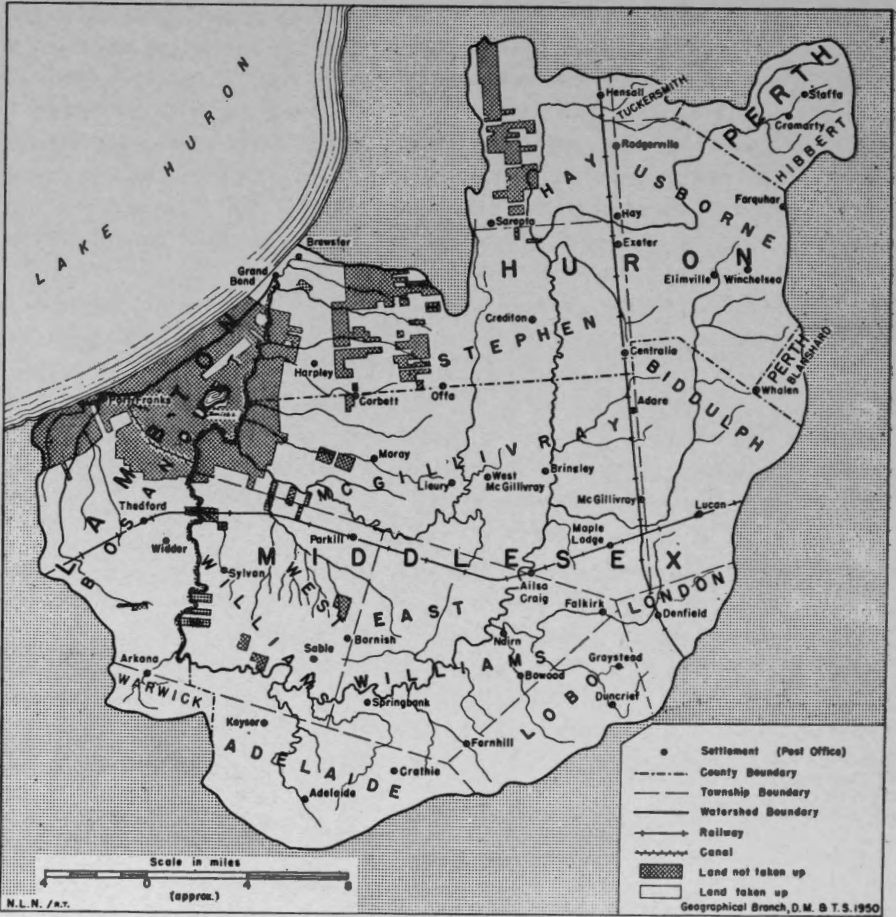 LAKE HURON
PERTH
Staffa
Cromarty
HIBBERT
Hensall
TUCKERSMITH
Rodgerville
HAY
USBORNE
Farquhar
Sarepta
Hay
Exeter
Brewster
Grand
Bend
HURON
Elimville
Winchelsea
Crediton
STEPHEN
Centralia
PERTH
BLANSHARD
Harpley
Corbett
Offa
Whalen
BIDDULPH
Adare
Port Franks
LAMBTON
BOSANQUET
Moray
MCGILLIVRAY
Lieury
West
McGillivray
Brinsley
McGillivray
Lucan
Thedford
Widder
Parkill
Maple
Lodge
MIDDLESEX
Sylvan
WEST
WILLIAMS
Ailsa
Craig
EAST
WILLIAMS
Falkirk
LONDON
Denfield
Bornish
Nairn
Sable
Bowood
Graystead
LOBO
Duncrief
Arkona
WARWICK
Springbank
Keyser
Fernhill
ADELAIDE
Crathie
Adelaide
Settlement (Post Office)
County Boundary
Township Boundary
Watershed Boundary
Railway
Canal
Land not taken up
Land taken up
Scale in miles
4 0 4 8
(approx.)
N.L.N. /R.T.
Geographical Branch, D.M. & T.S. 1950